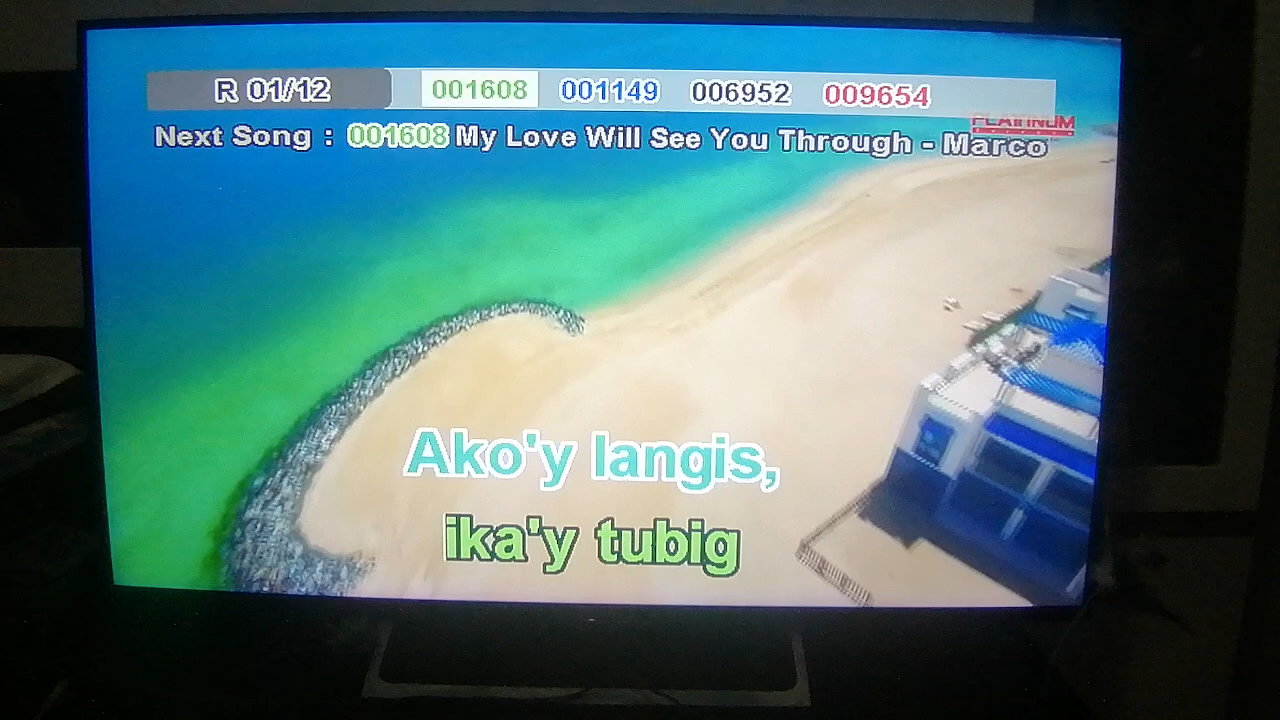 R 01/12 001608 001149 006952 009654
PLATINUM
Next Song : 001608 My Love Will See You Through - Marco
Ako'y langis,
ika'y tubig